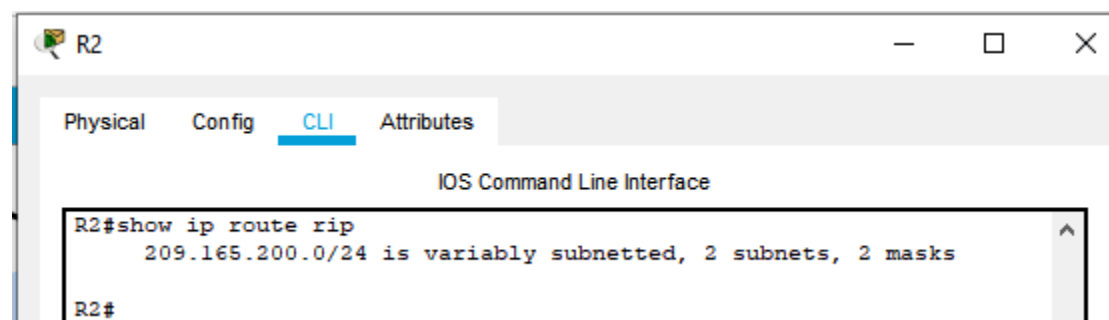 R2
Physical Config CLI Attributes
IOS Command Line Interface
R2#show ip route rip
209.165.200.0/24 is variably subnetted, 2 subnets, 2 masks
R2#